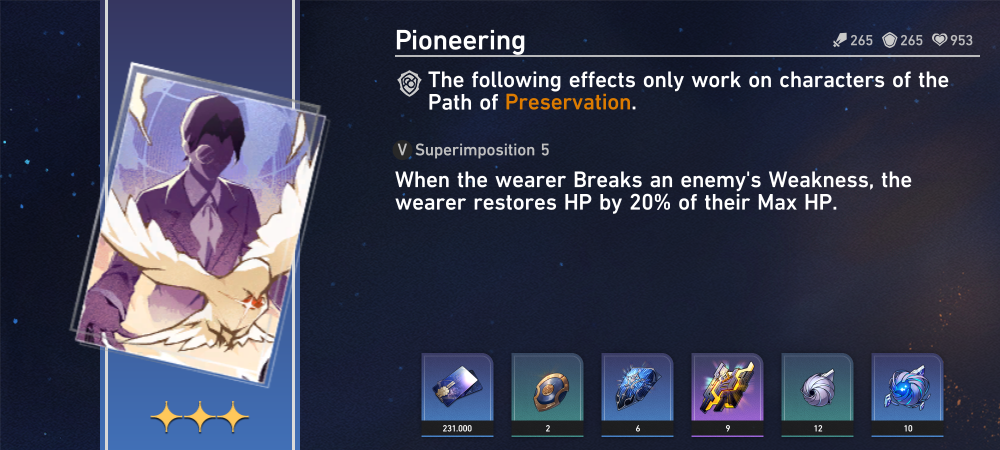 Pioneering
265 265 953
The following effects only work on characters of the
Path of Preservation.
V Superimposition 5
When the wearer Breaks an enemy's Weakness, the
wearer restores HP by 20% of their Max HP.
231.000 2 6 9 12 10